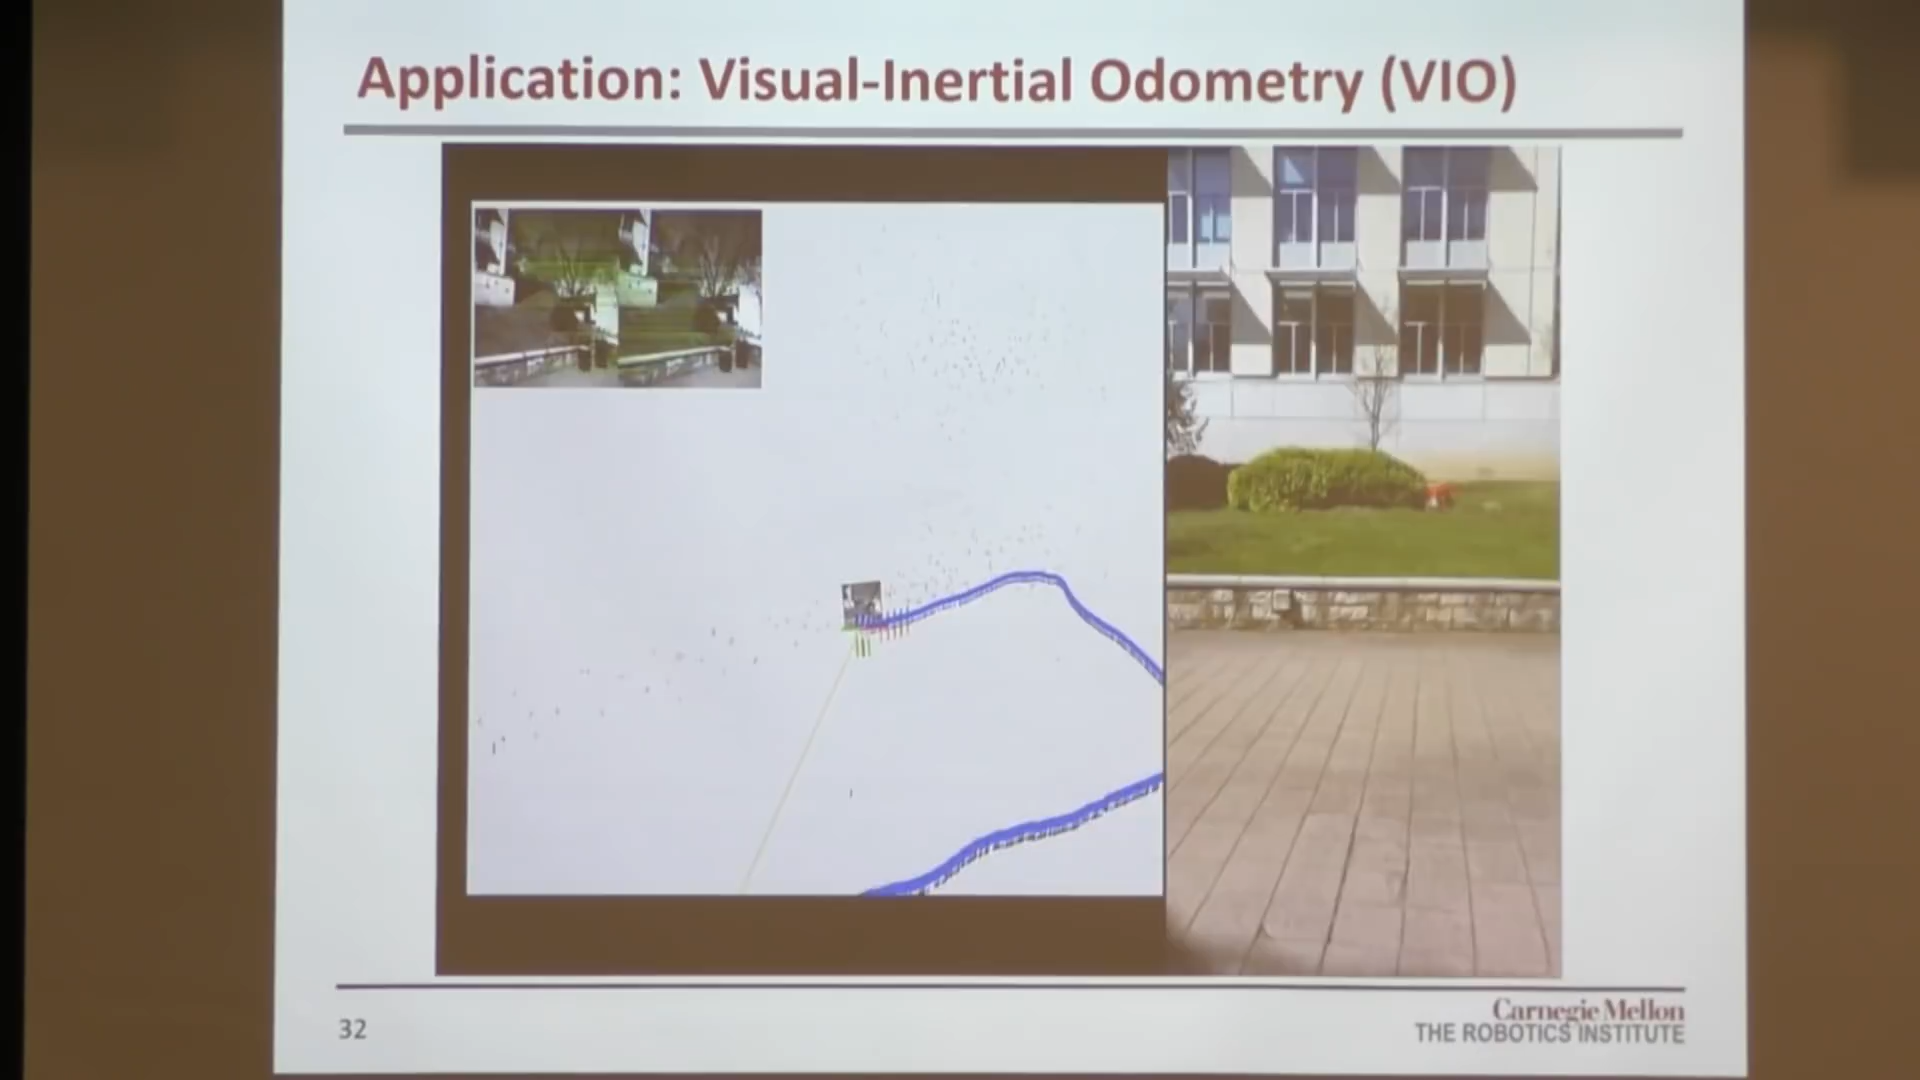 Application: Visual-Inertial Odometry (VIO)
32
Carnegie Mellon
THE ROBOTICS INSTITUTE